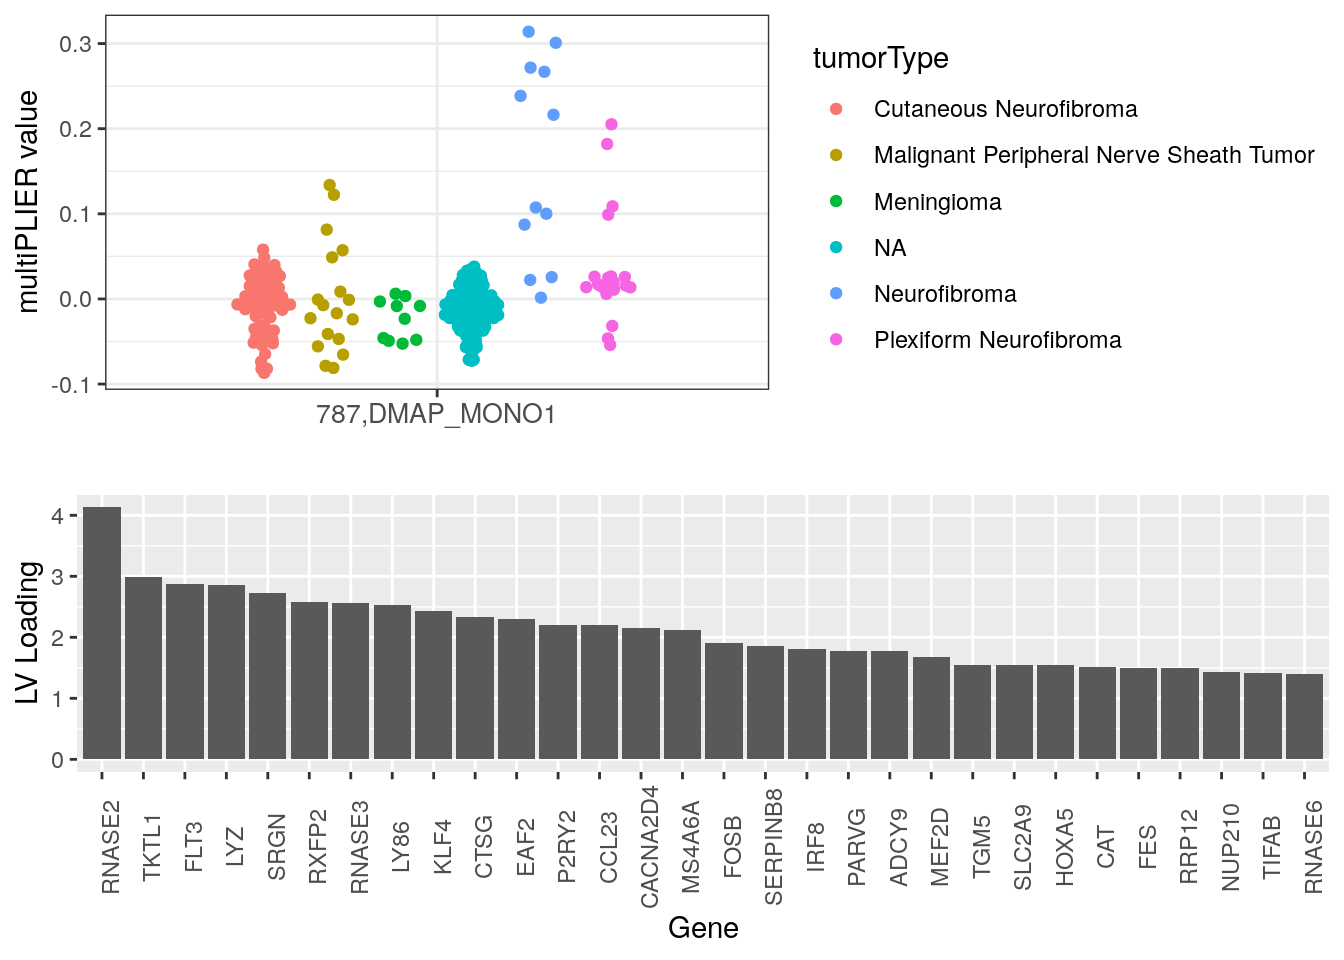 multiPLIER value
0.3
0.2
0.1
0.0
-0.1
787,DMAP_MONO1
tumorType
Cutaneous Neurofibroma
Malignant Peripheral Nerve Sheath Tumor
Meningioma
NA
Neurofibroma
Plexiform Neurofibroma
LV Loading
4
3
2
1
0
RNASE2
TKTL1
FLT3
LYZ
SRGN
RXFP2
RNASE3
LY86
KLF4
CTSG
EAF2
P2RY2
CCL23
CACNA2D4
MS4A6A
FOSB
SERPINB8
IRF8
PARVG
ADCY9
MEF2D
TGM5
SLC2A9
HOXA5
CAT
FES
RRP12
NUP210
TIFAB
RNASE6
Gene